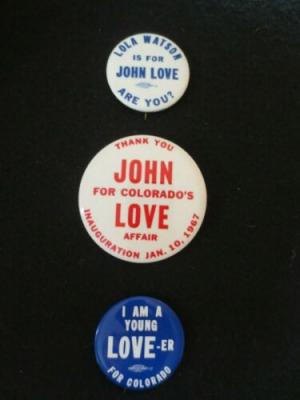 LOLA WATSON
IS FOR
JOHN LOVE
ARE YOU?
THANK YOU
JOHN
FOR COLORADO'S
LOVE
AFFAIR
INAUGURATION JAN. 10, 1967
I AM A
YOUNG
LOVE-ER
FOR COLORADO